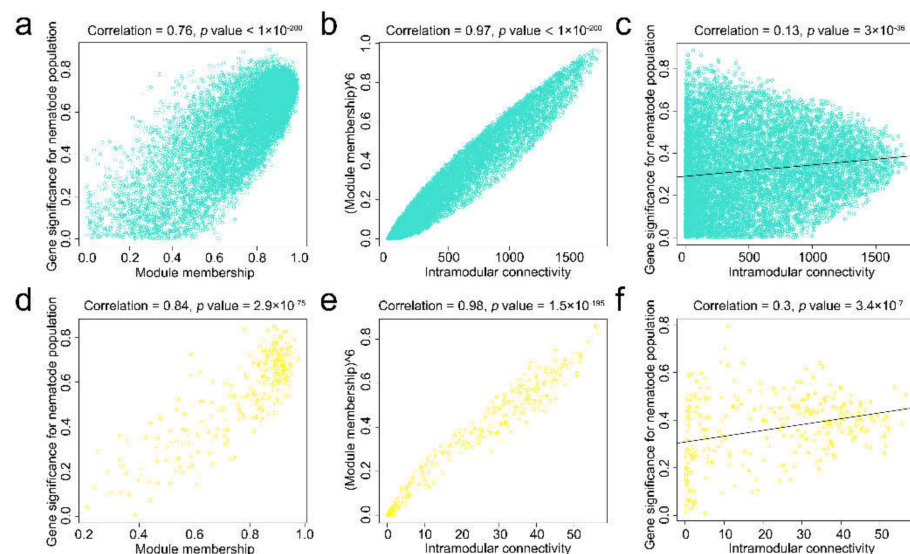 a
Correlation = 0.76, p value < 1×10⁻²⁰⁰
Gene significance for nematode population
0.0 0.2 0.4 0.6 0.8
0.0 0.2 0.4 0.6 0.8 1.0
Module membership
b
Correlation = 0.97, p value < 1×10⁻²⁰⁰
(Module membership)^6
0.0 0.2 0.4 0.6 0.8 1.0
0 500 1000 1500
Intramodular connectivity
c
Correlation = 0.13, p value = 3×10⁻³⁶
Gene significance for nematode population
0.0 0.2 0.4 0.6 0.8
0 500 1000 1500
Intramodular connectivity
d
Correlation = 0.84, p value = 2.9×10⁻⁷⁵
Gene significance for nematode population
0.0 0.2 0.4 0.6 0.8
0.2 0.4 0.6 0.8 1.0
Module membership
e
Correlation = 0.98, p value = 1.5×10⁻¹⁹⁵
(Module membership)^6
0.0 0.2 0.4 0.6 0.8
0 10 20 30 40 50
Intramodular connectivity
f
Correlation = 0.3, p value = 3.4×10⁻⁷
Gene significance for nematode population
0.0 0.2 0.4 0.6 0.8
0 10 20 30 40 50
Intramodular connectivity